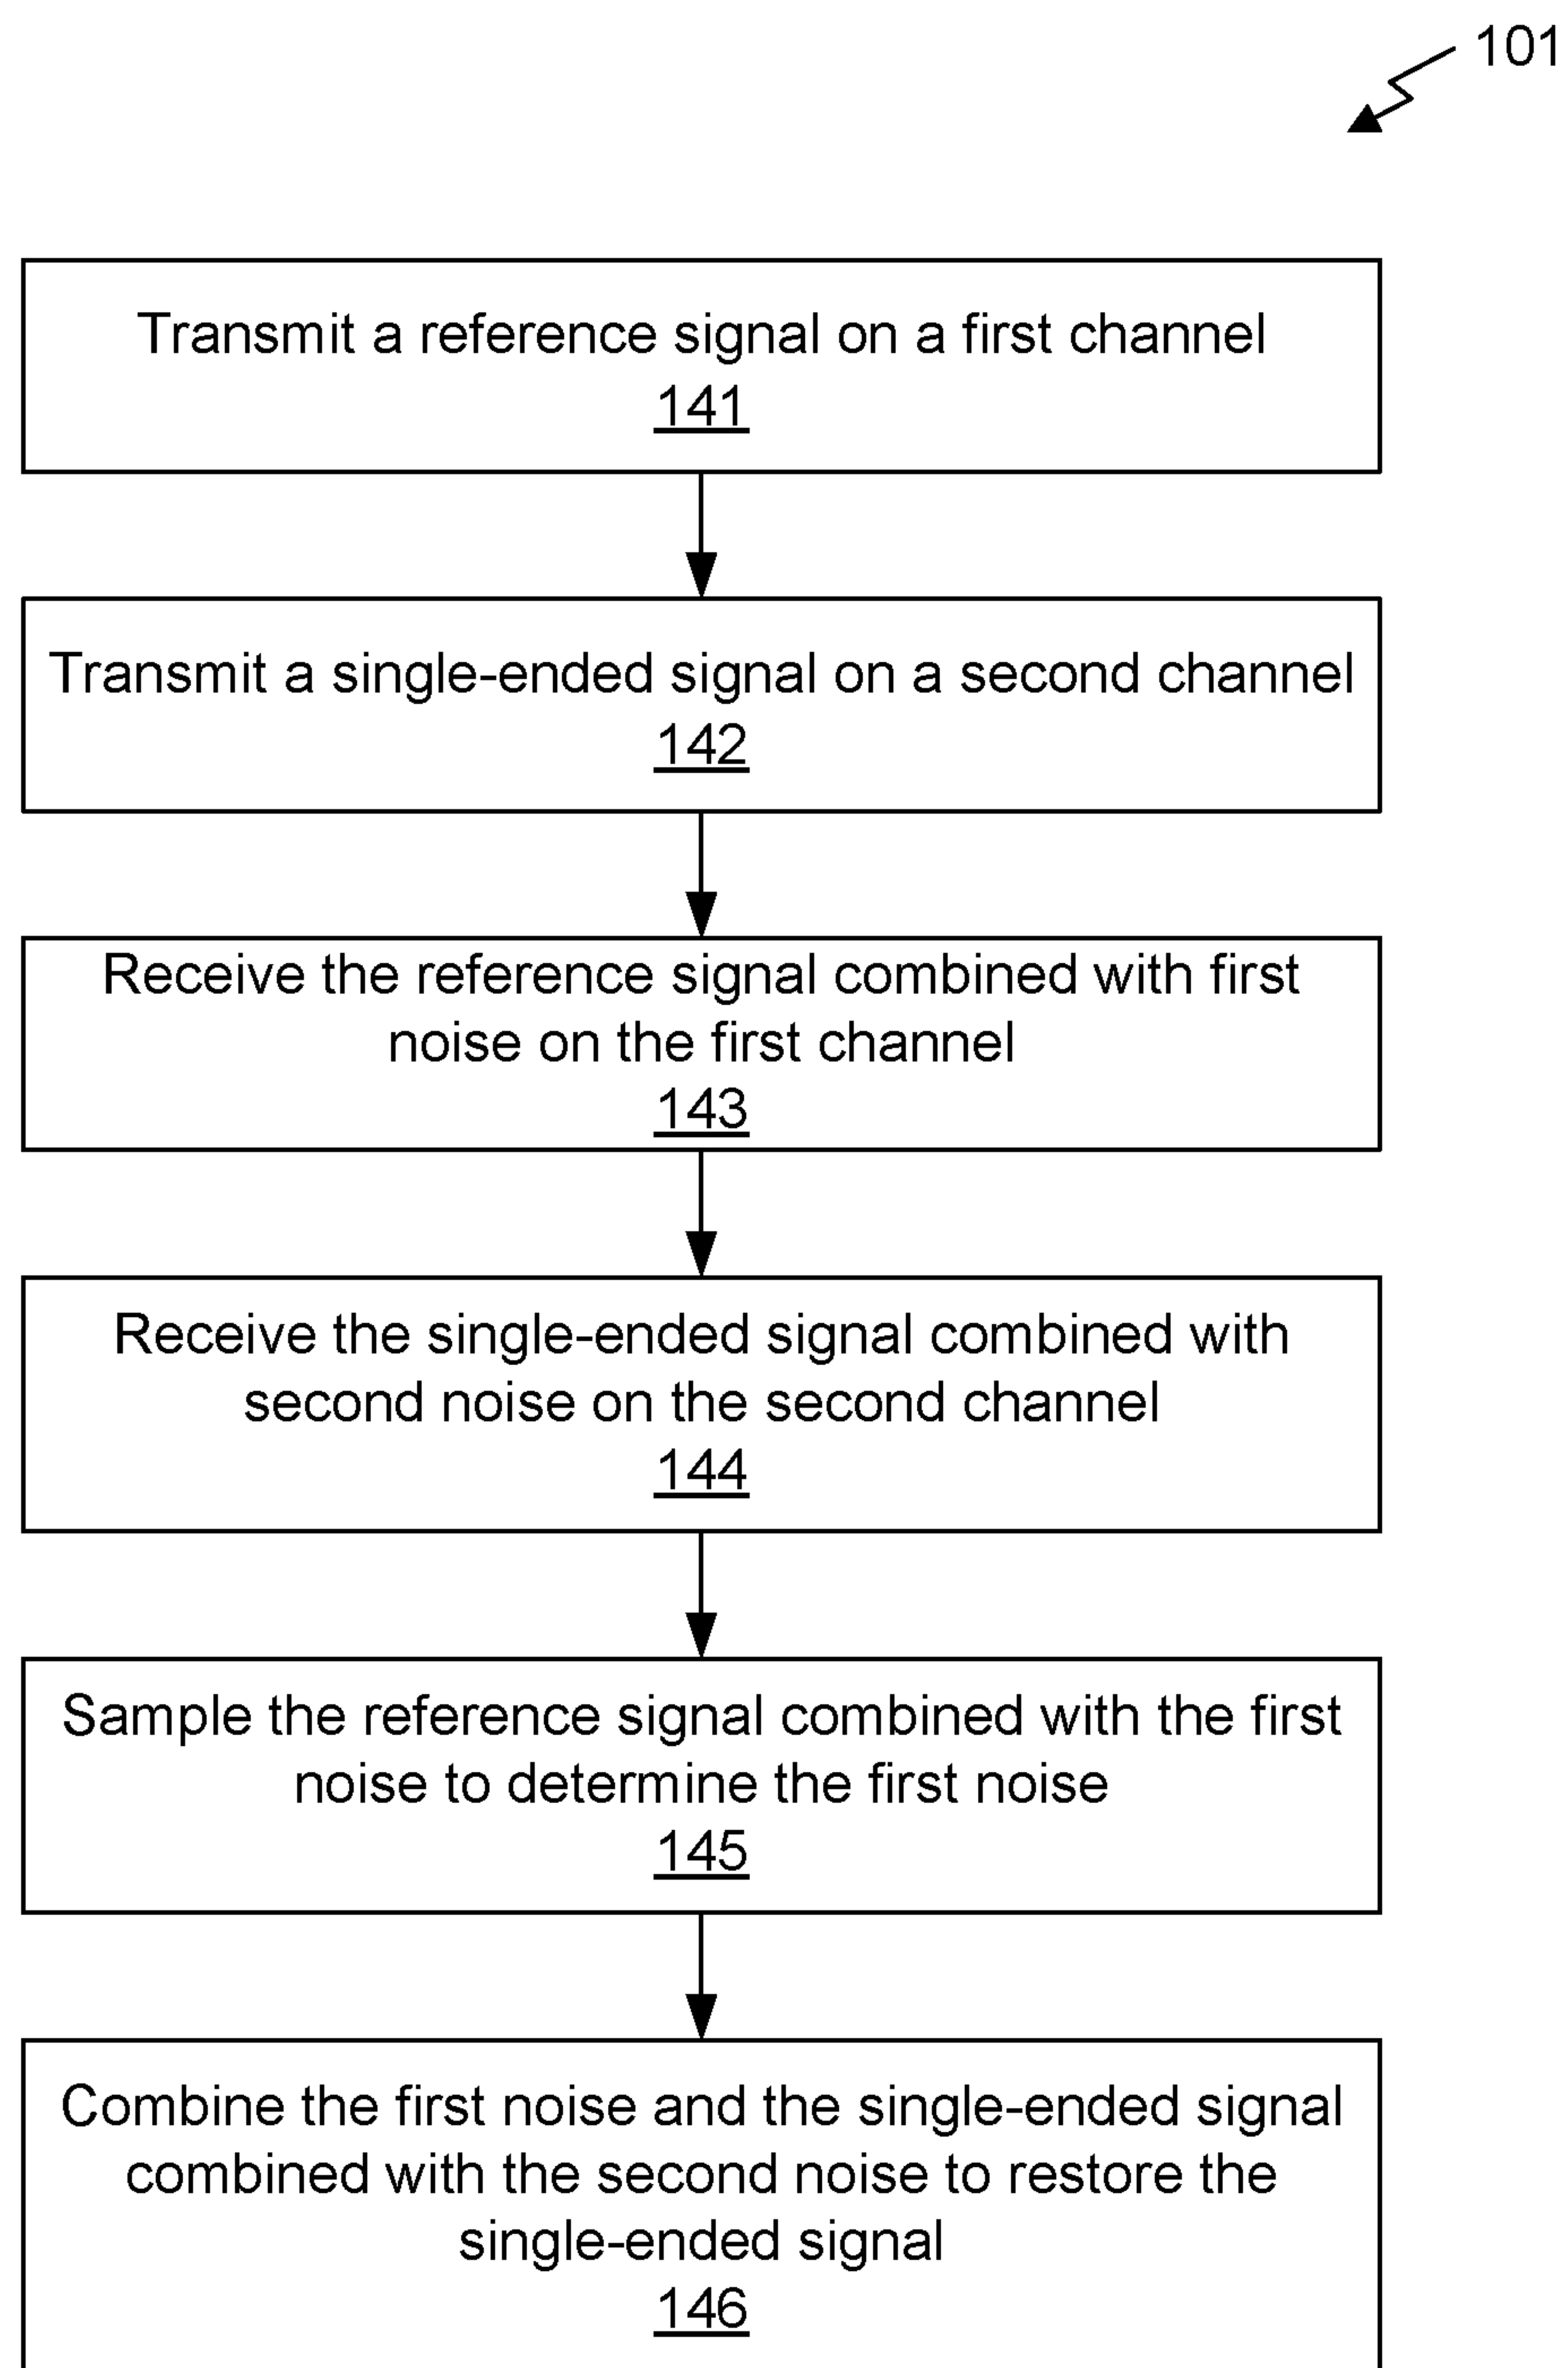 101
Transmit a reference signal on a first channel
141
Transmit a single-ended signal on a second channel
142
Receive the reference signal combined with first
noise on the first channel
143
Receive the single-ended signal combined with
second noise on the second channel
144
Sample the reference signal combined with the first
noise to determine the first noise
145
Combine the first noise and the single-ended signal
combined with the second noise to restore the
single-ended signal
146